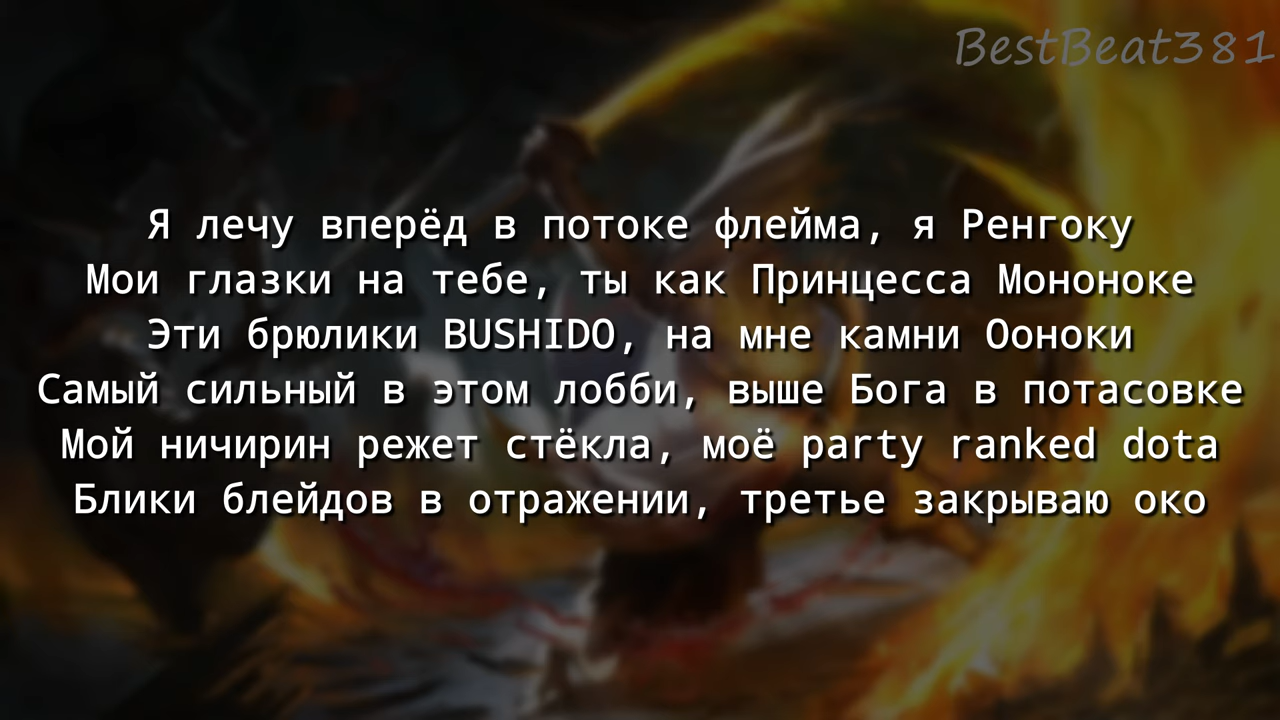 BestBeat381
Я лечу вперёд в потоке флейма, я Ренгоку
Мои глазки на тебе, ты как Принцесса Мононоке
Эти брюлики BUSHIDO, на мне камни Ооноки
Самый сильный в этом лобби, выше Бога в потасовке
Мой ничирин режет стёкла, моё party ranked dota
Блики блейдов в отражении, третье закрываю око